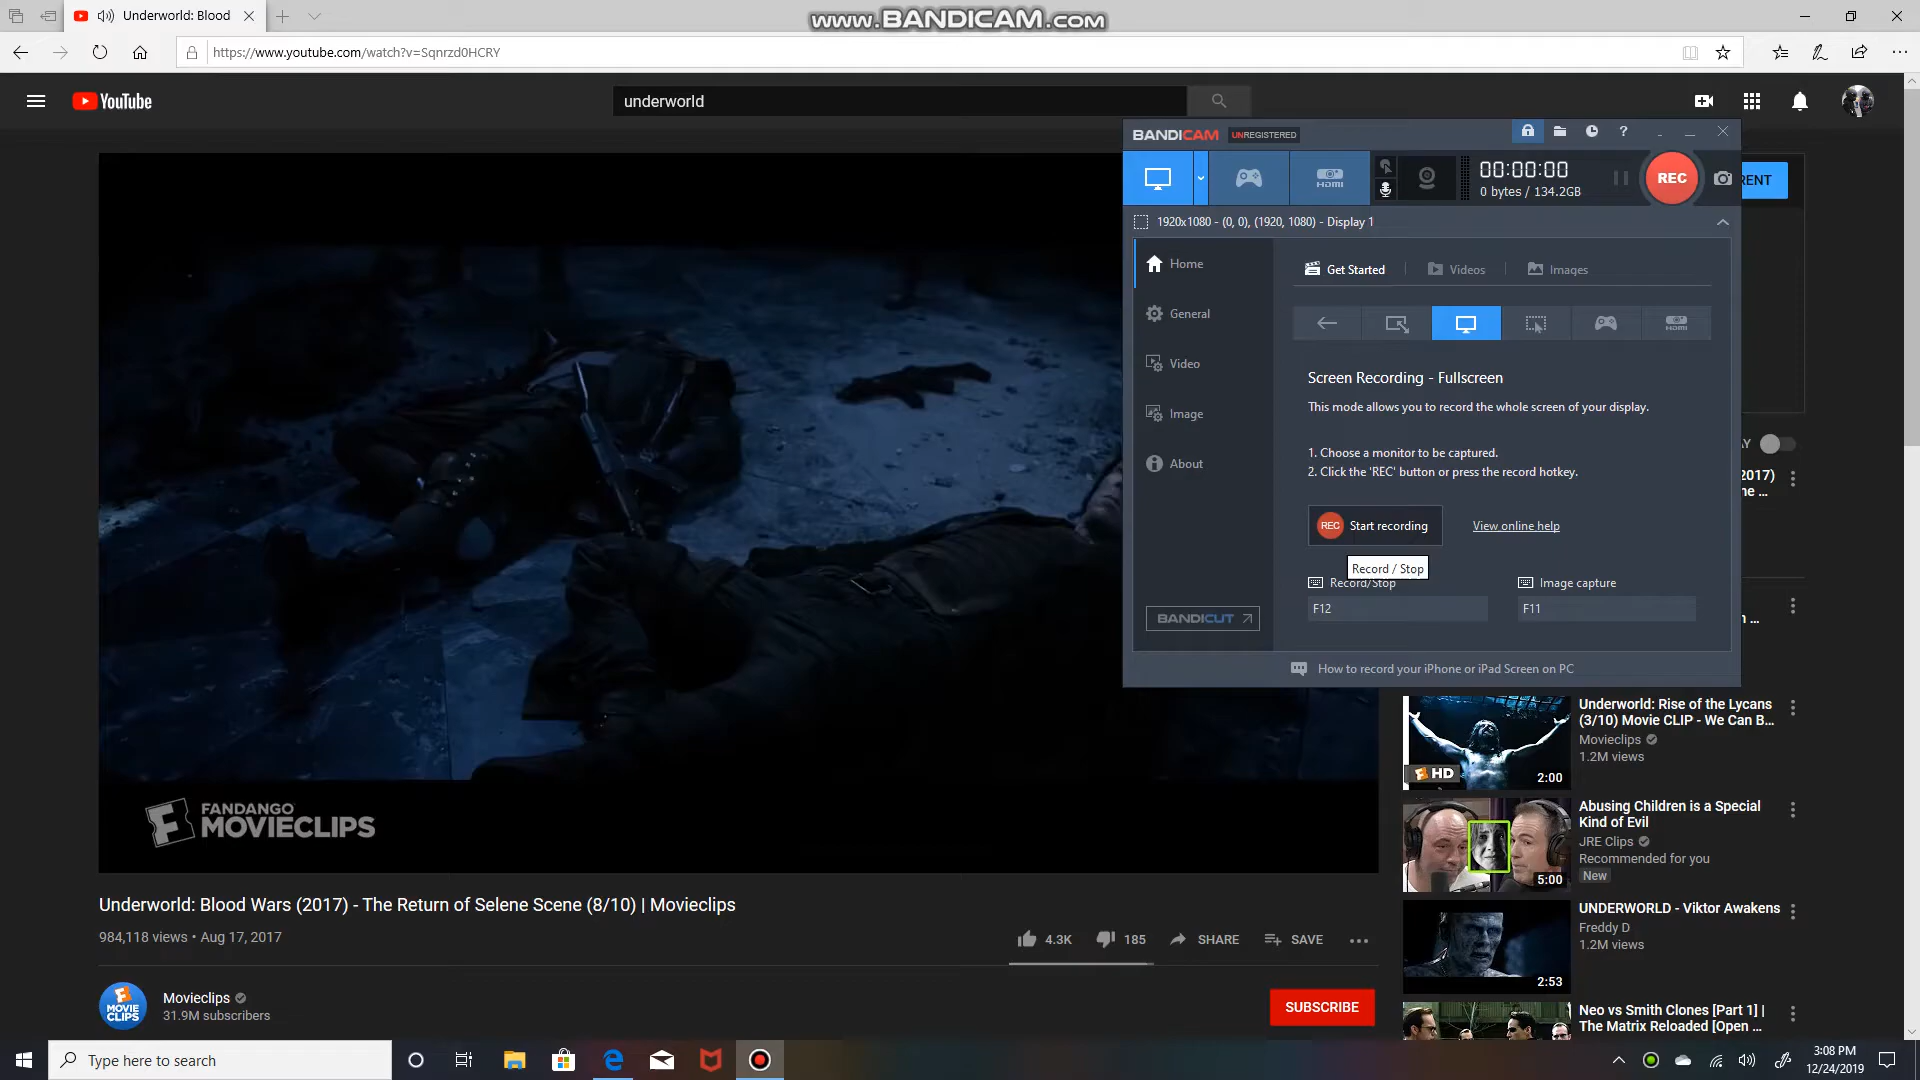 Underworld: Blood
www.BANDICAM.com
https://www.youtube.com/watch?v=Sqnrzd0HCRY
YouTube
underworld
BANDICAM
UNREGISTERED
HDMI
00:00:00
0 bytes / 134.2GB
REC
RENT
1920x1080 - (0, 0), (1920, 1080) - Display 1
Home
General
Video
Image
About
Get Started
Videos
Images
HDMI
Screen Recording - Fullscreen
This mode allows you to record the whole screen of your display.
1. Choose a monitor to be captured.
2. Click the 'REC' button or press the record hotkey.
REC Start recording
View online help
Record / Stop
Record/Stop
Image capture
F12
F11
BANDICUT
How to record your iPhone or iPad Screen on PC
Y
2017)
ne ...
n ...
FANDANGO
MOVIECLIPS
Underworld: Blood Wars (2017) - The Return of Selene Scene (8/10) | Movieclips
984,118 views • Aug 17, 2017
4.3K
185
SHARE
SAVE
MOVIE
CLIPS
Movieclips
31.9M subscribers
SUBSCRIBE
HD
2:00
Underworld: Rise of the Lycans
(3/10) Movie CLIP - We Can B...
Movieclips
1.2M views
5:00
Abusing Children is a Special
Kind of Evil
JRE Clips
Recommended for you
New
2:53
UNDERWORLD - Viktor Awakens
Freddy D
1.2M views
Neo vs Smith Clones [Part 1] |
The Matrix Reloaded [Open ...
Type here to search
3:08 PM
12/24/2019